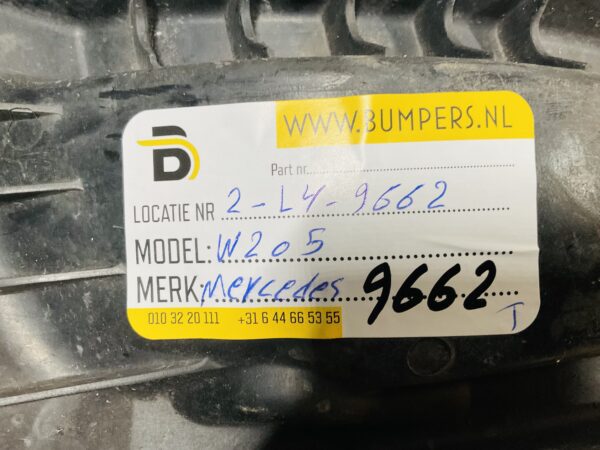 WWW.BUMPERS.NL
B
Part nr.
LOCATIE NR 2-L4-9662
MODEL: W205
MERK: Mercedes 9662
010 32 20 111 +31 6 44 66 53 55 T